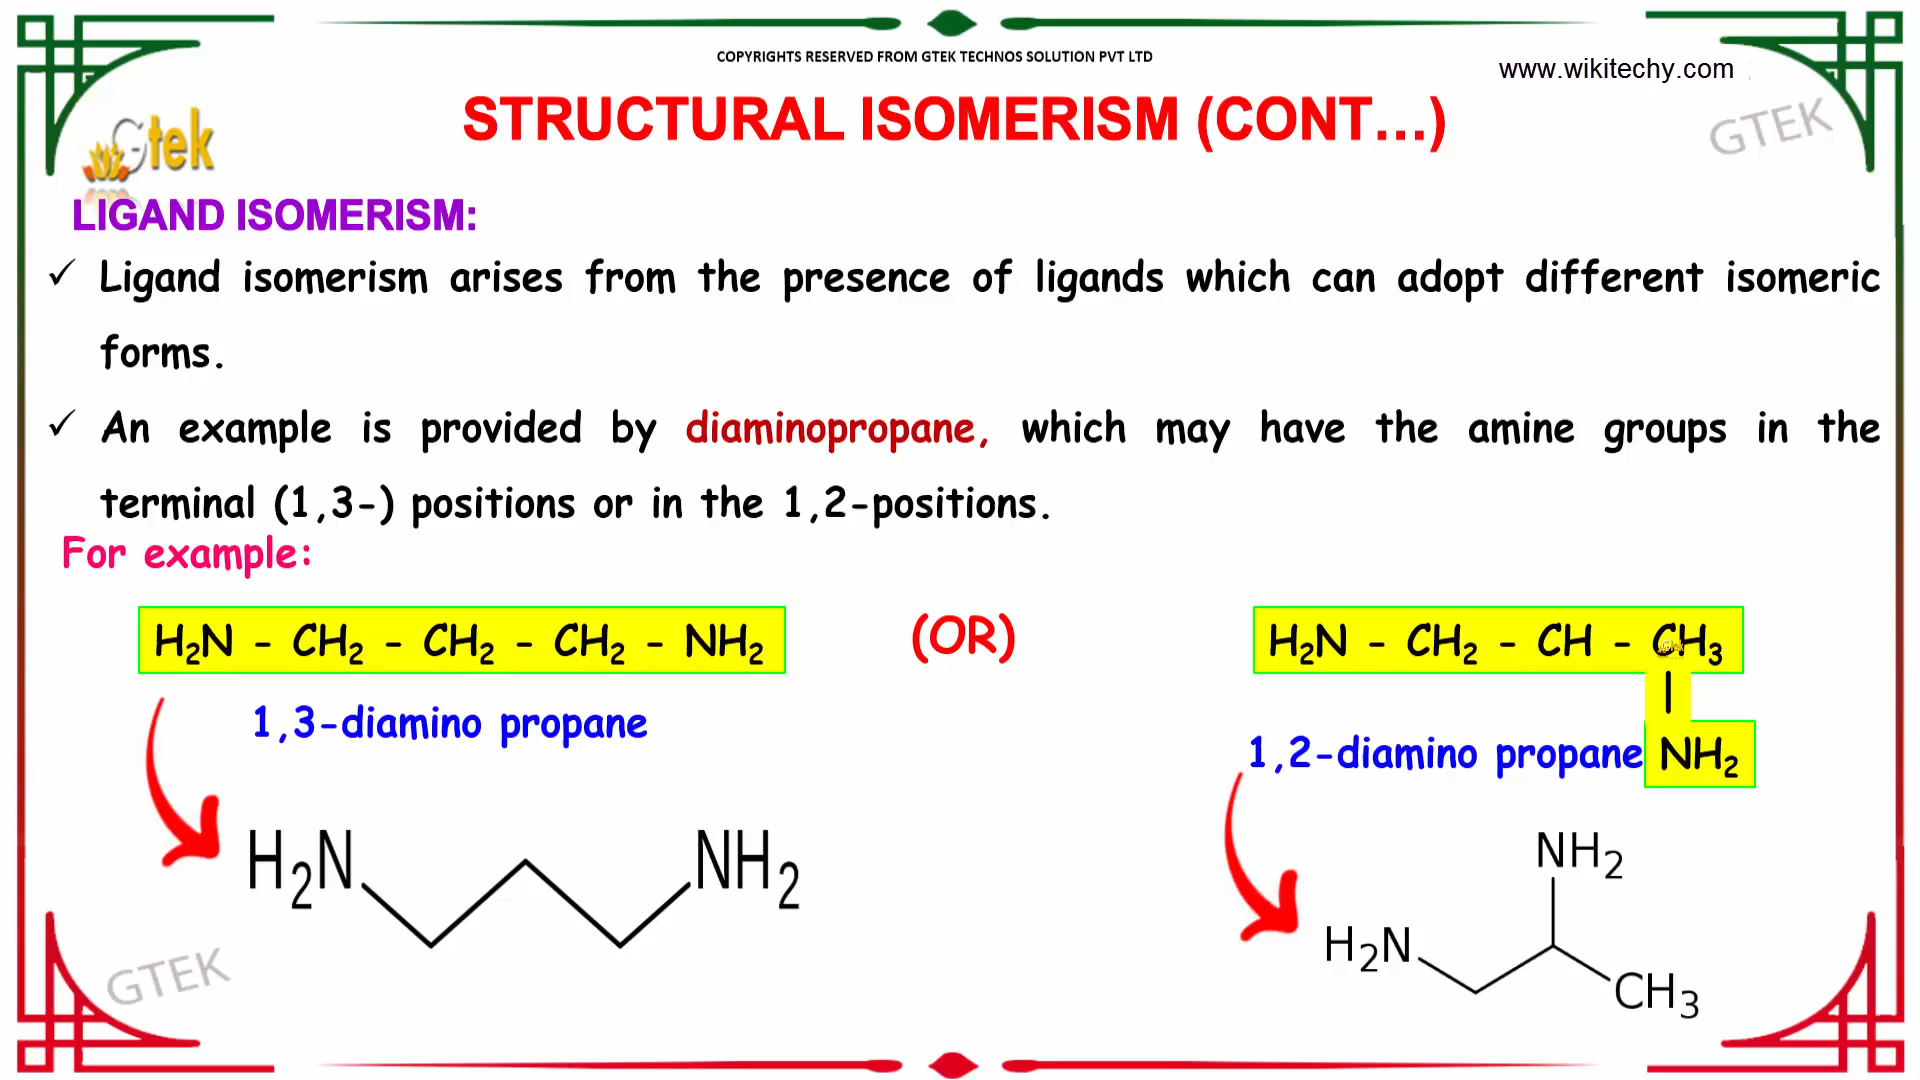 COPYRIGHTS RESERVED FROM GTEK TECHNOS SOLUTION PVT LTD
www.wikitechy.com
STRUCTURAL ISOMERISM (CONT...)
GTEK
Gtek
LIGAND ISOMERISM:
✓ Ligand isomerism arises from the presence of ligands which can adopt different isomeric
forms.
✓ An example is provided by diaminopropane, which may have the amine groups in the
terminal (1,3-) positions or in the 1,2-positions.
For example:
H₂N - CH₂ - CH₂ - CH₂ - NH₂
(OR)
H₂N - CH₂ - CH - CH₃
|
NH₂
1,3-diamino propane
1,2-diamino propane
H₂N NH₂
NH₂
H₂N
CH₃
GTEK